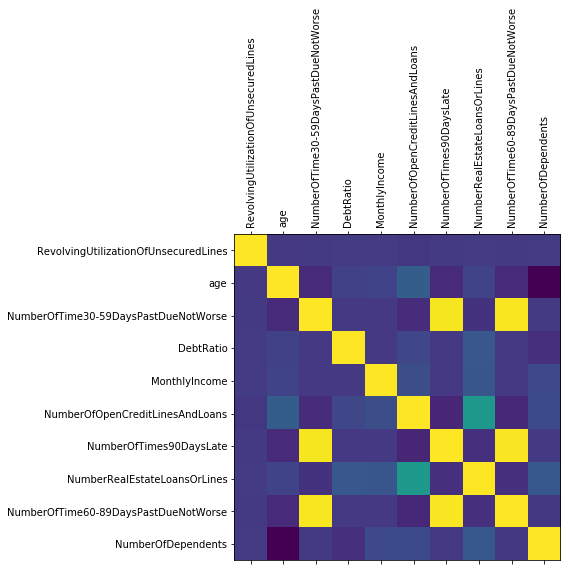 RevolvingUtilizationOfUnsecuredLines
age
NumberOfTime30-59DaysPastDueNotWorse
DebtRatio
MonthlyIncome
NumberOfOpenCreditLinesAndLoans
NumberOfTimes90DaysLate
NumberRealEstateLoansOrLines
NumberOfTime60-89DaysPastDueNotWorse
NumberOfDependents
RevolvingUtilizationOfUnsecuredLines
age
NumberOfTime30-59DaysPastDueNotWorse
DebtRatio
MonthlyIncome
NumberOfOpenCreditLinesAndLoans
NumberOfTimes90DaysLate
NumberRealEstateLoansOrLines
NumberOfTime60-89DaysPastDueNotWorse
NumberOfDependents